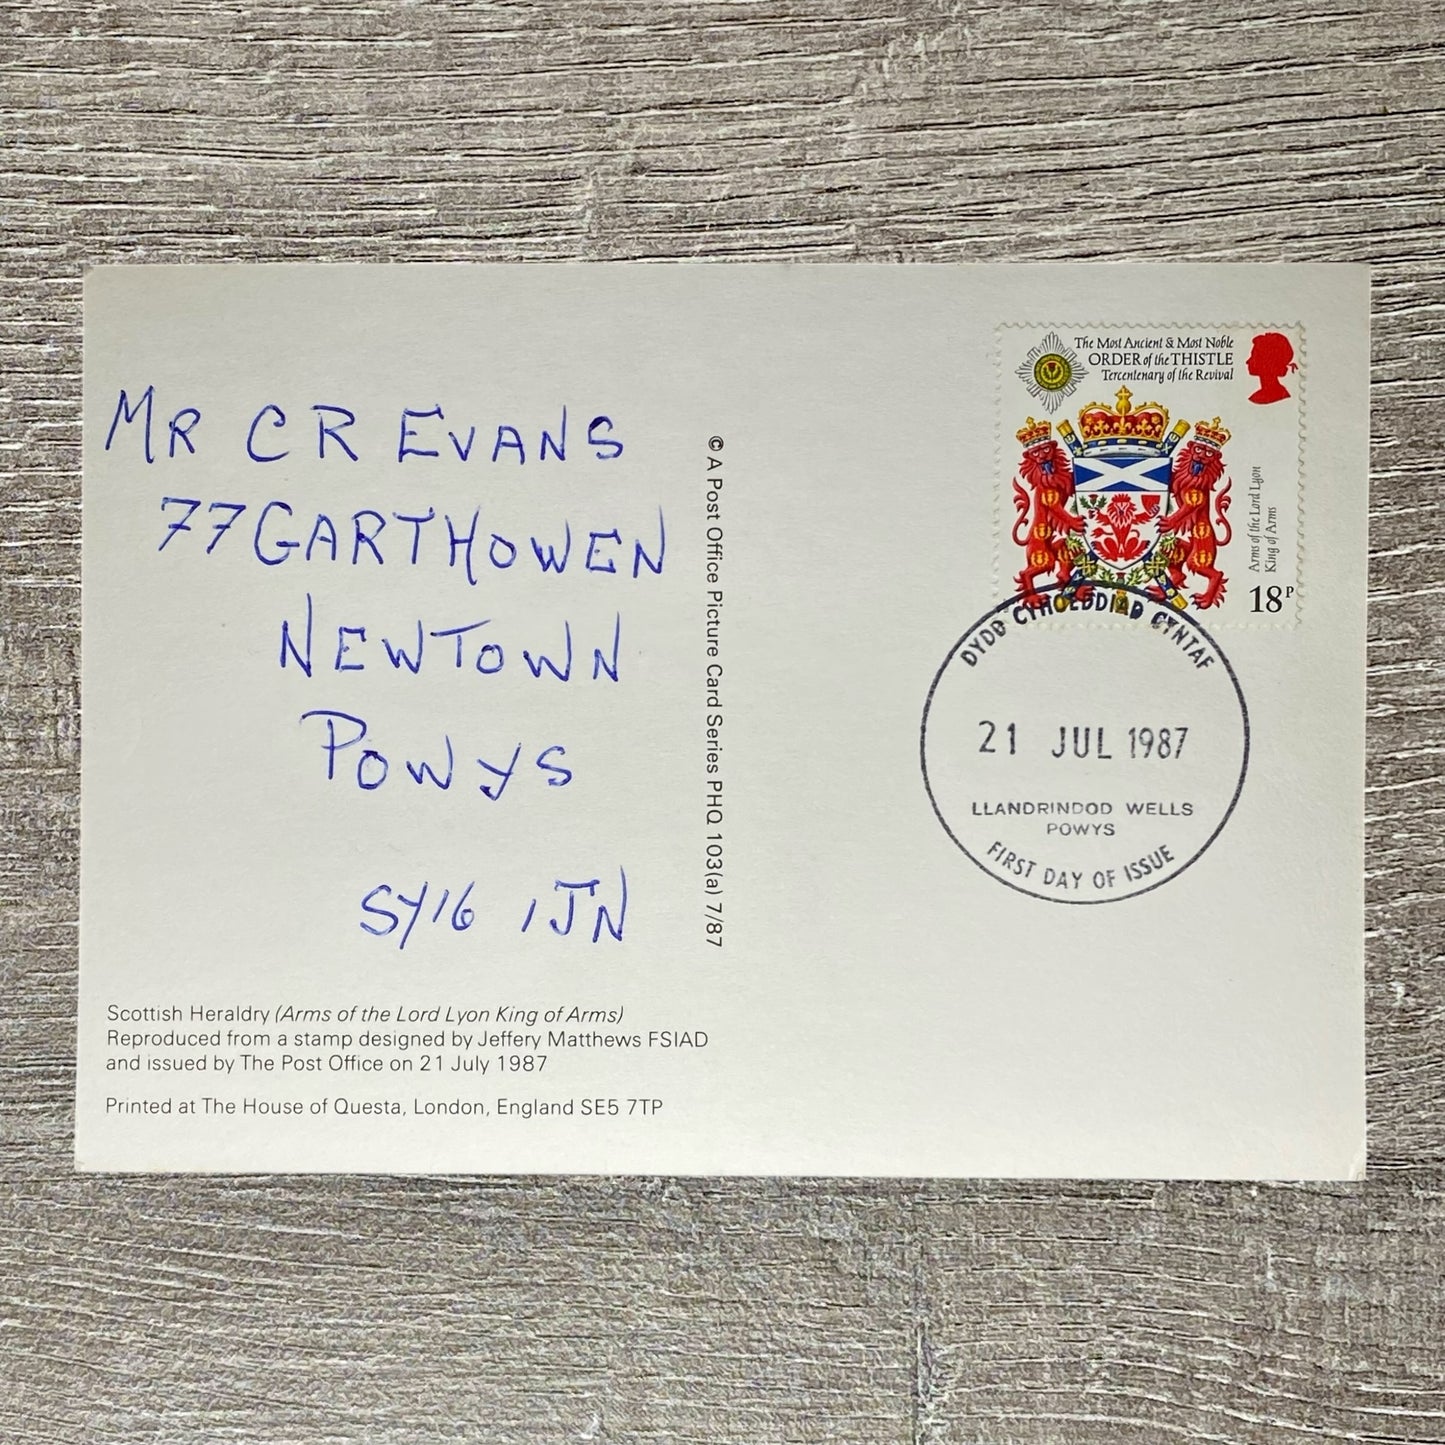 MR C R EVANS
77 GARTHOWEN
NEWTOWN
POWYS
SY16 1JN
Scottish Heraldry (Arms of the Lord Lyon King of Arms)
Reproduced from a stamp designed by Jeffery Matthews FSIAD
and issued by The Post Office on 21 July 1987
Printed at The House of Questa, London, England SE5 7TP
© A Post Office Picture Card Series PHQ 103(a) 7/87
The Most Ancient & Most Noble
ORDER of the THISTLE
Tercentenary of the Revival
Arms of the Lord Lyon
King of Arms
18P
DYDD CYHOEDDIAD CYNTAF
21 JUL 1987
LLANDRINDOD WELLS
POWYS
FIRST DAY OF ISSUE